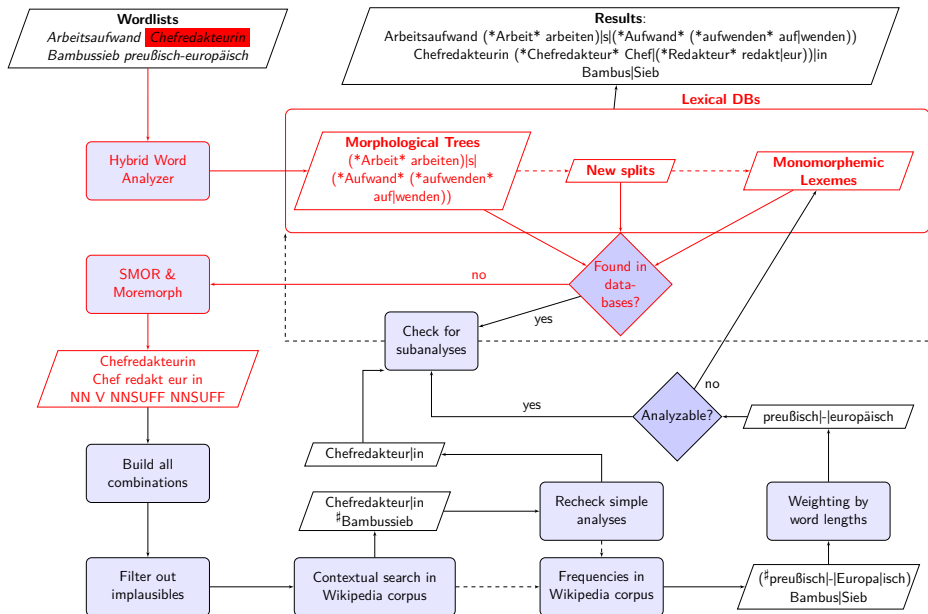 Wordlists
Arbeitsaufwand Chefredakteurin
Bambussieb preußisch-europäisch
Results:
Arbeitsaufwand (*Arbeit* arbeiten)|s|(*Aufwand* (*aufwenden* auf|wenden))
Chefredakteurin (*Chefredakteur* Chef|(*Redakteur* redakt|eur))|in
Bambus|Sieb
Lexical DBs
Hybrid Word
Analyzer
Morphological Trees
(*Arbeit* arbeiten)|s|
(*Aufwand* (*aufwenden*
auf|wenden))
New splits
Monomorphemic
Lexemes
SMOR &
Moremorph
no
Found in
data-
bases?
yes
Check for
subanalyses
Chefredakteurin
Chef redakt eur in
NN V NNSUFF NNSUFF
no
yes
Analyzable?
preußisch|-|europäisch
Build all
combinations
Chefredakteur|in
Chefredakteur|in
♯Bambussieb
Recheck simple
analyses
Weighting by
word lengths
Filter out
implausibles
Contextual search in
Wikipedia corpus
Frequencies in
Wikipedia corpus
(♯preußisch|-|Europa|isch)
Bambus|Sieb